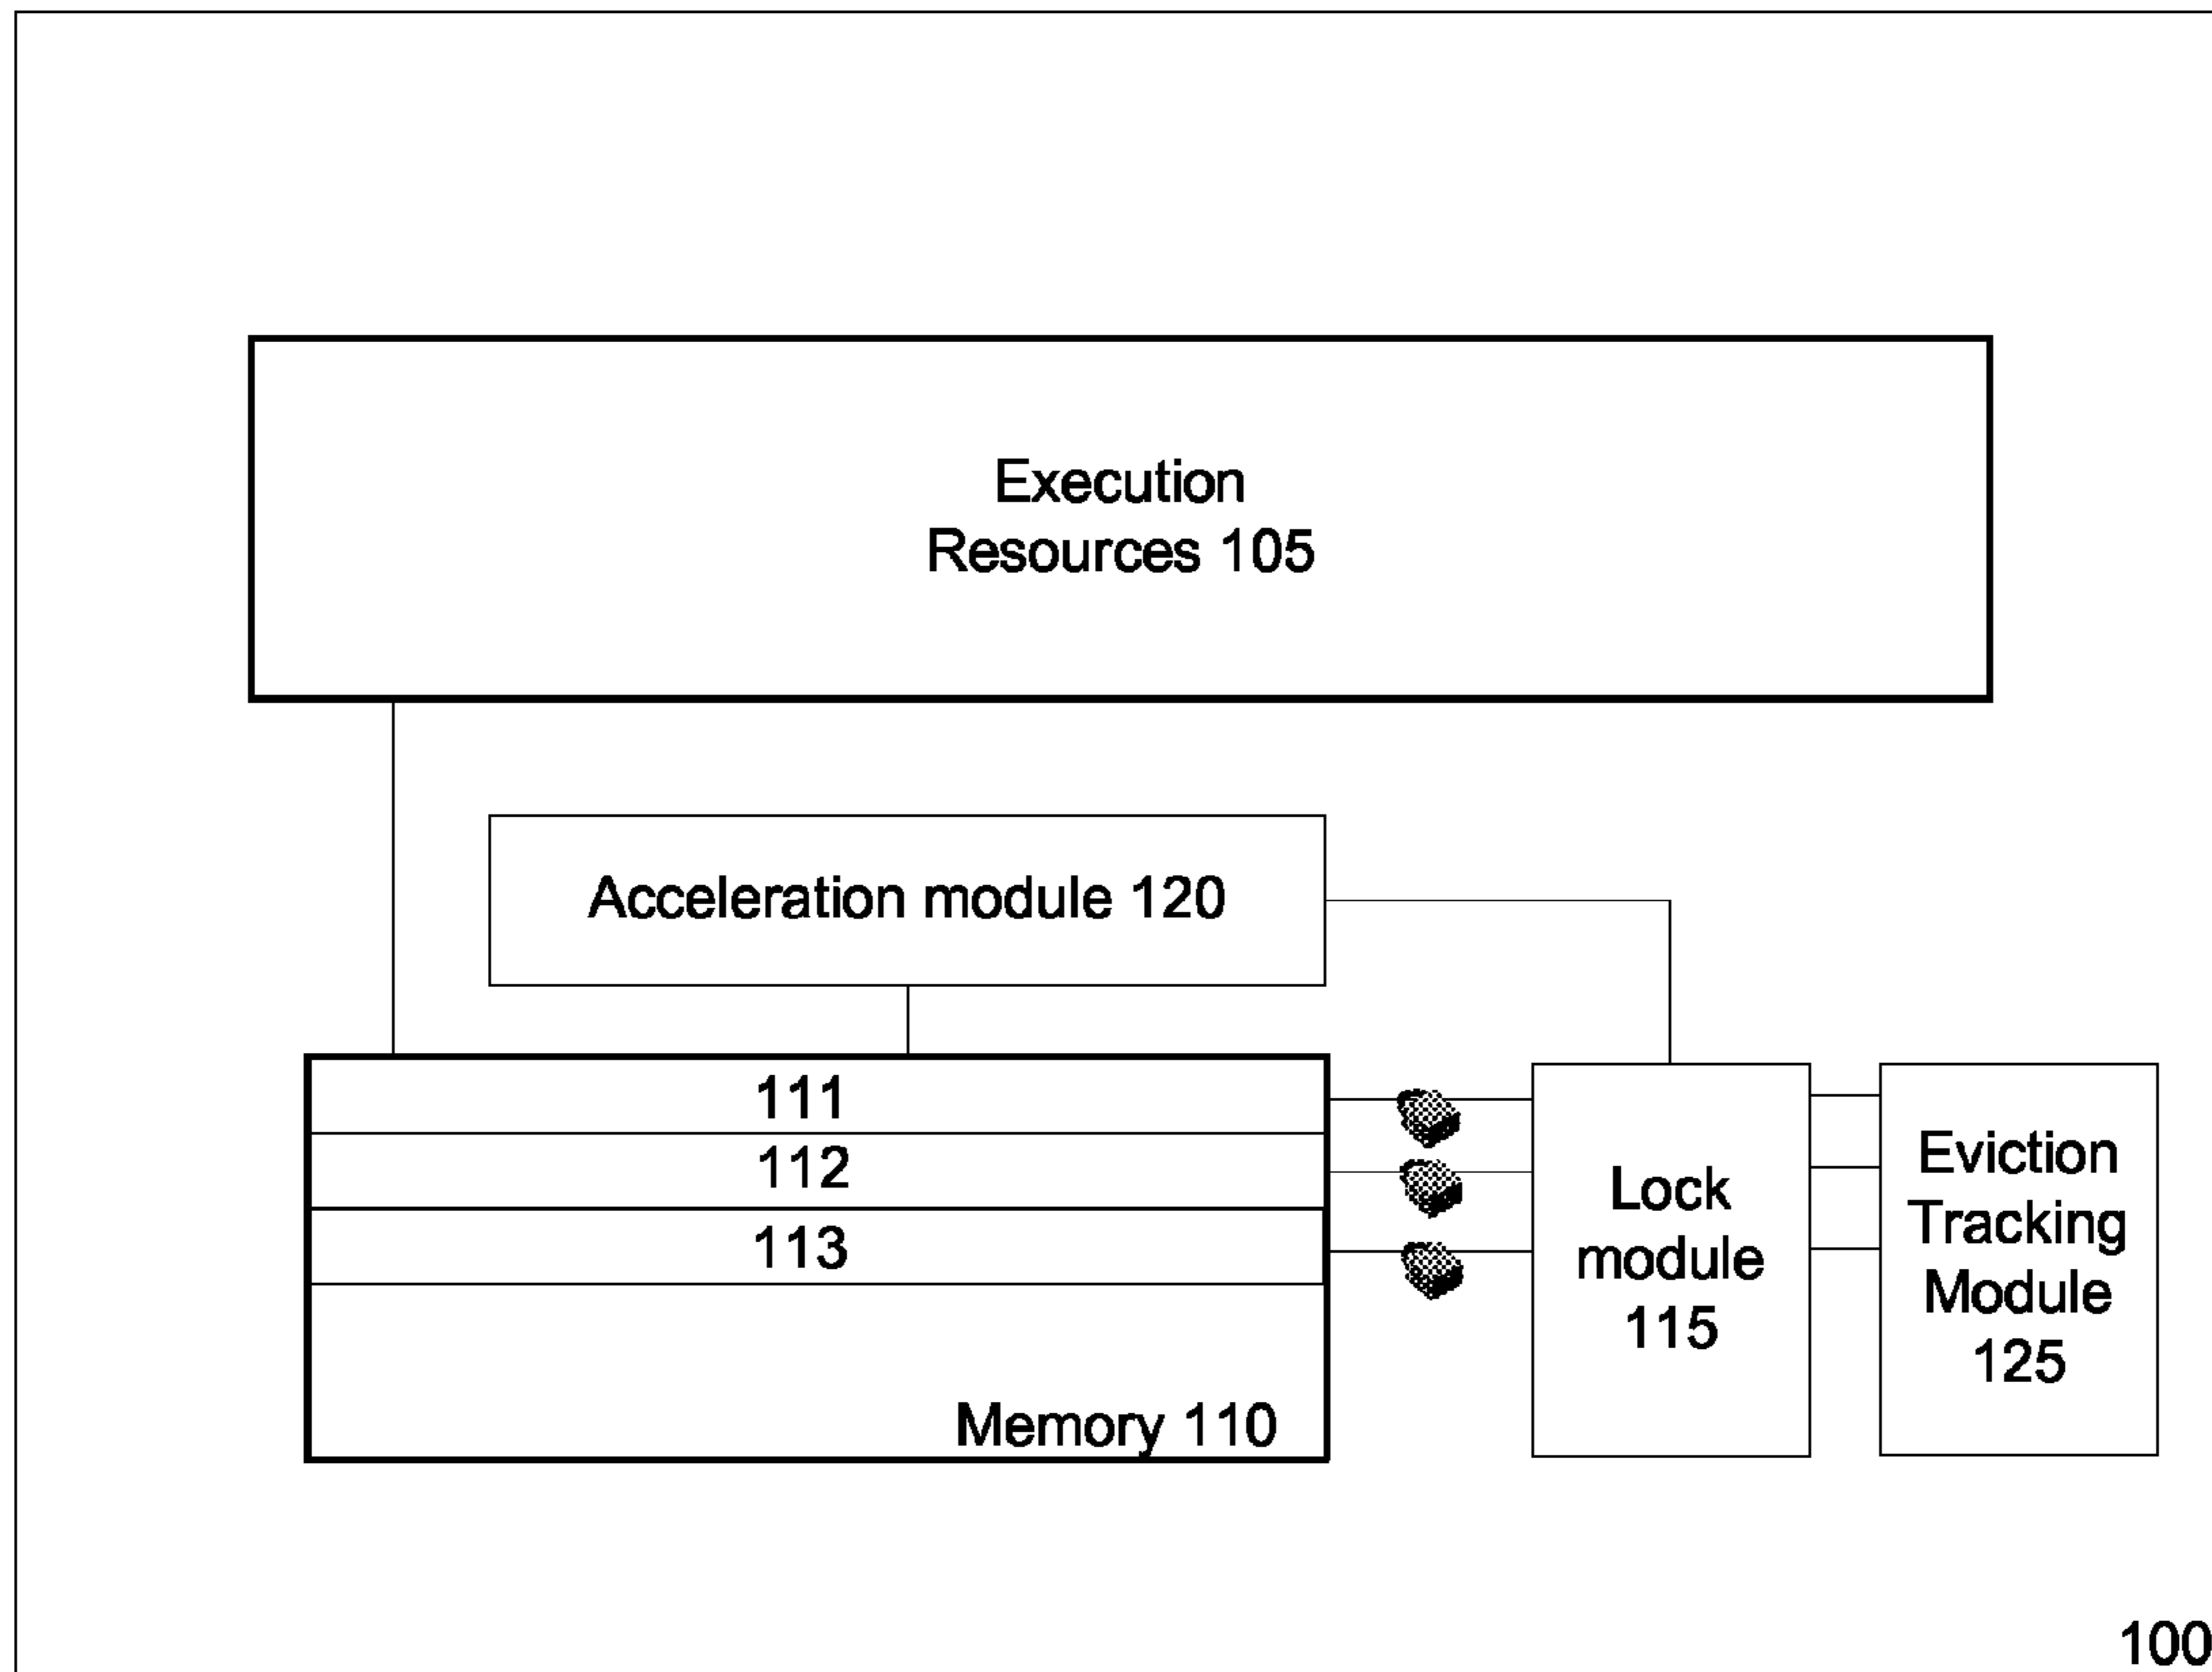 Execution
Resources 105
Acceleration module 120
111
112
113
Memory 110
Lock
module
115
Eviction
Tracking
Module
125
100